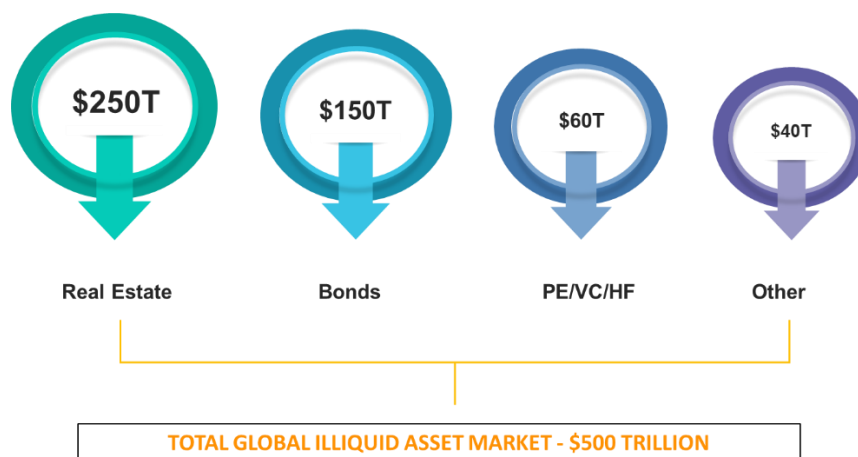 $250T
$150T
$60T
$40T
Real Estate
Bonds
PE/VC/HF
Other
TOTAL GLOBAL ILLIQUID ASSET MARKET - $500 TRILLION